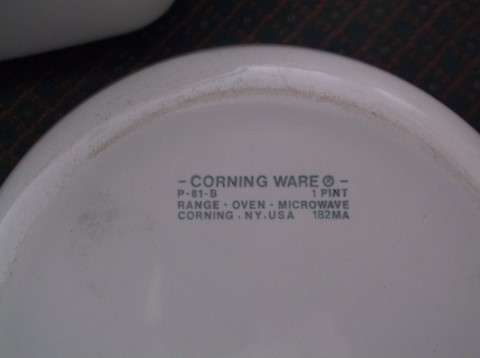 - CORNING WARE ® -
P-81-B 1 PINT
RANGE · OVEN · MICROWAVE
CORNING . NY . USA 182MA